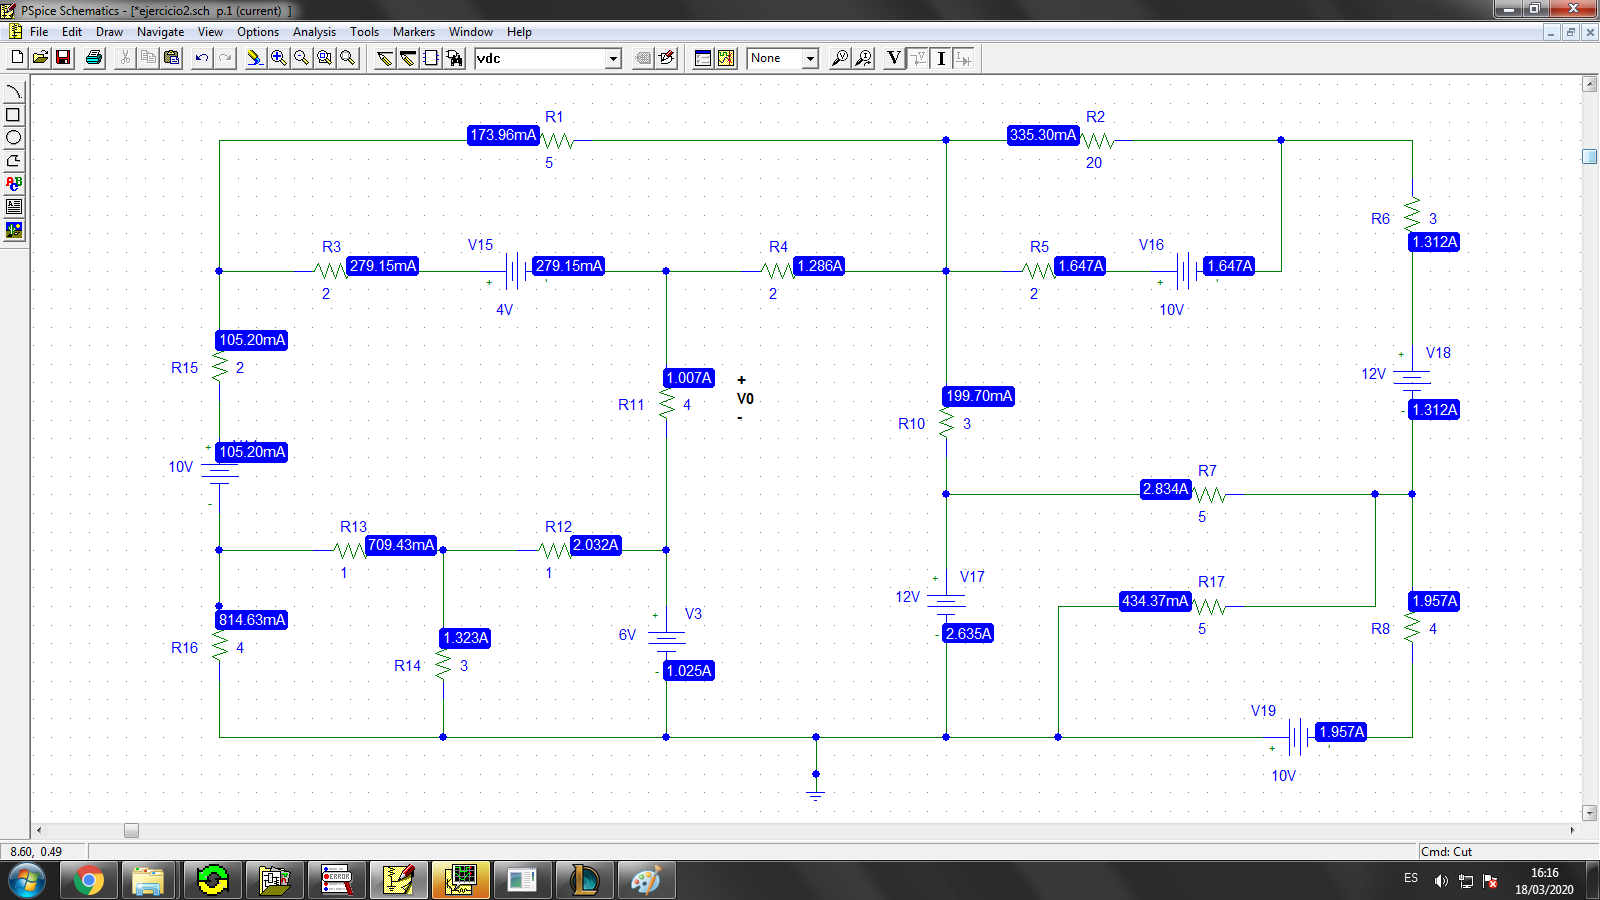 PSpice Schematics - [*ejercicio2.sch p.1 (current) ]
File Edit Draw Navigate View Options Analysis Tools Markers Window Help
vdc
None
V
I
R1
173.96mA
5
R2
335.30mA
20
R6
3
1.312A
R3
279.15mA
2
V15
+
-
279.15mA
4V
R4
1.286A
2
R5
1.647A
2
V16
+
-
1.647A
10V
105.20mA
R15
2
1.007A
R11
4
+
V0
-
199.70mA
R10
3
+
V18
12V
-
1.312A
+
105.20mA
10V
-
R7
2.834A
5
R13
709.43mA
1
R12
2.032A
1
V17
+
12V
-
2.635A
R17
434.37mA
5
1.957A
R8
4
814.63mA
R16
4
1.323A
R14
3
V3
+
6V
-
1.025A
V19
+
-
1.957A
10V
8.60, 0.49
Cmd: Cut
ES
16:16
18/03/2020